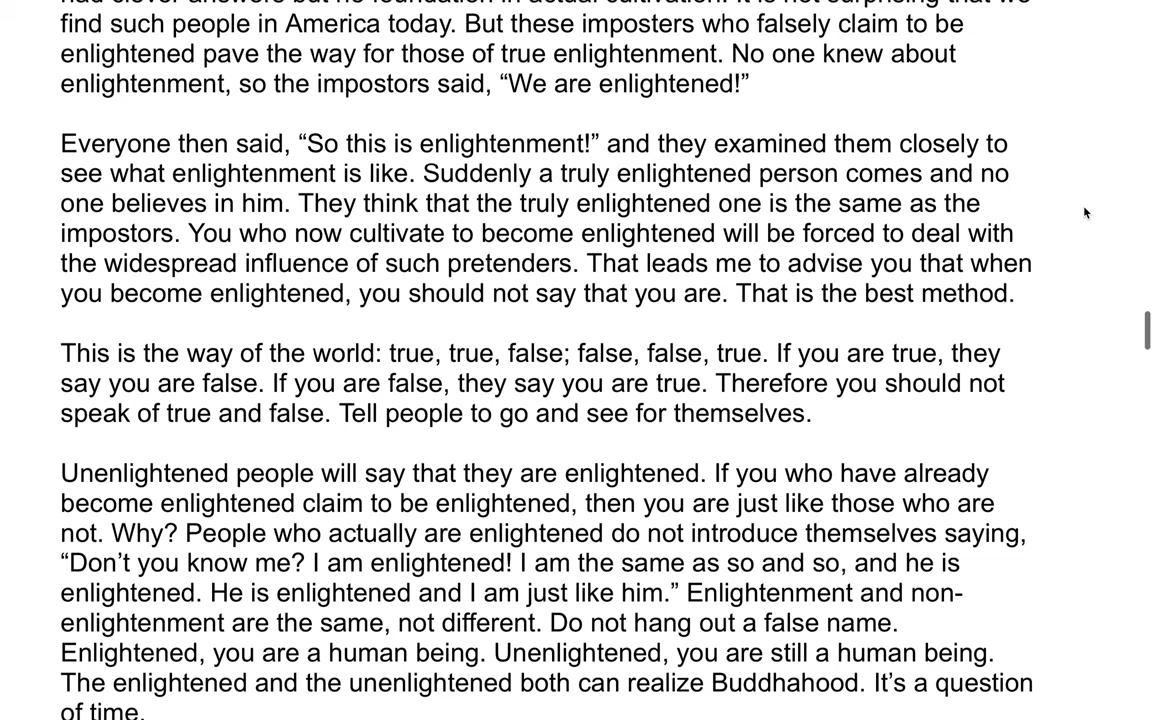 find such people in America today. But these imposters who falsely claim to be
enlightened pave the way for those of true enlightenment. No one knew about
enlightenment, so the impostors said, “We are enlightened!”
Everyone then said, “So this is enlightenment!” and they examined them closely to
see what enlightenment is like. Suddenly a truly enlightened person comes and no
one believes in him. They think that the truly enlightened one is the same as the
impostors. You who now cultivate to become enlightened will be forced to deal with
the widespread influence of such pretenders. That leads me to advise you that when
you become enlightened, you should not say that you are. That is the best method.
This is the way of the world: true, true, false; false, false, true. If you are true, they
say you are false. If you are false, they say you are true. Therefore you should not
speak of true and false. Tell people to go and see for themselves.
Unenlightened people will say that they are enlightened. If you who have already
become enlightened claim to be enlightened, then you are just like those who are
not. Why? People who actually are enlightened do not introduce themselves saying,
“Don’t you know me? I am enlightened! I am the same as so and so, and he is
enlightened. He is enlightened and I am just like him.” Enlightenment and non-
enlightenment are the same, not different. Do not hang out a false name.
Enlightened, you are a human being. Unenlightened, you are still a human being.
The enlightened and the unenlightened both can realize Buddhahood. It’s a question
of time.